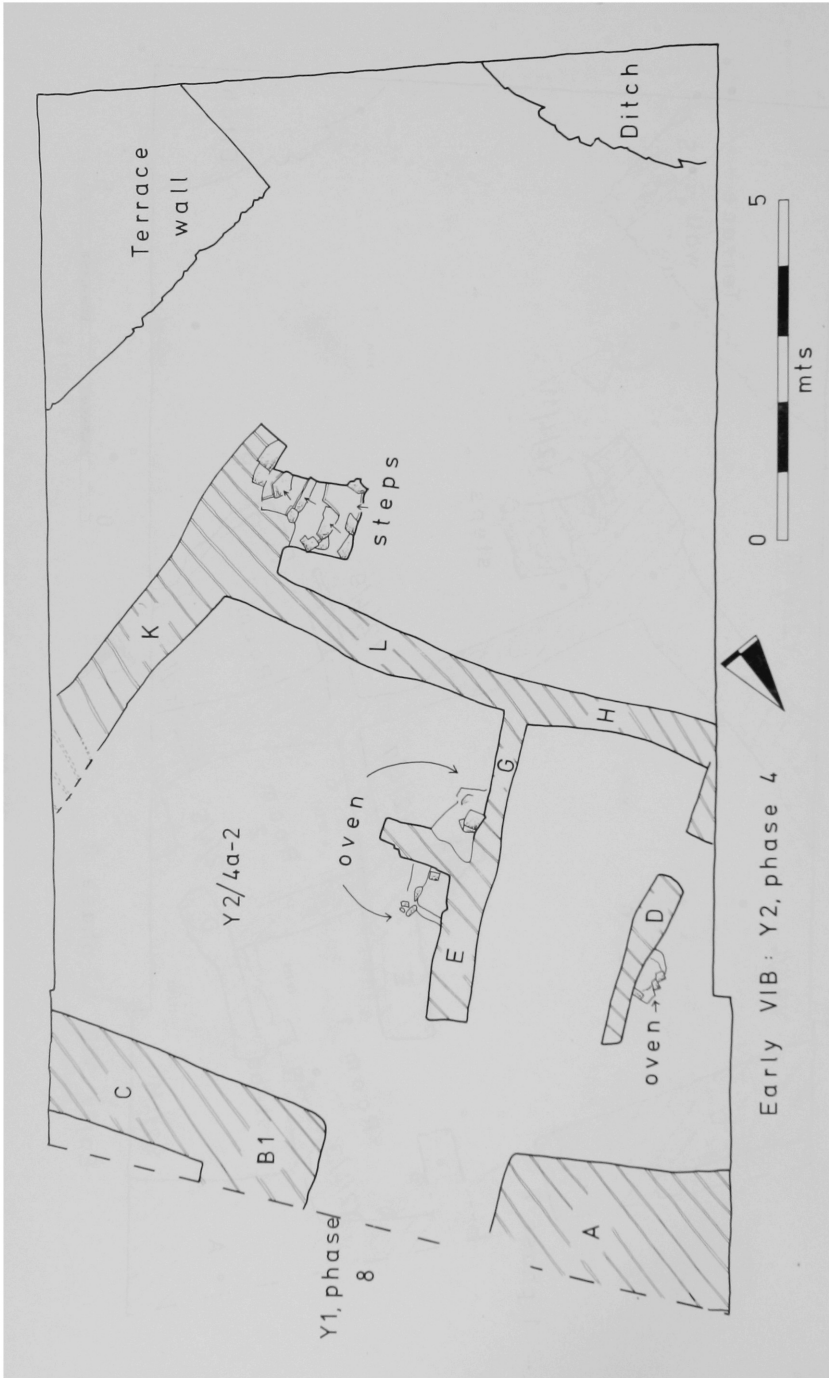 Terrace
wall
Ditch
K
steps
L
H
G
oven
Y2/4a-2
E
D
oven
C
B1
A
Y1, phase
8
0
5
mts
Early VIB: Y2, phase 4